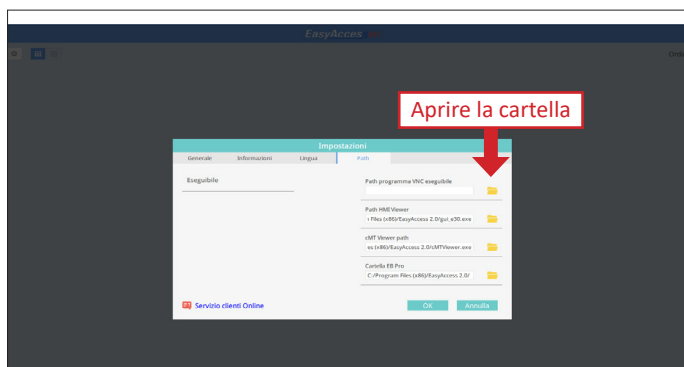 EasyAcces
Aprire la cartella
Impostazioni
Generale Informazioni Lingua Path
Eseguibile
Path programma VNC eseguibile
Path HMI Viewer
ı Files (x86)/EasyAccess 2.0/gui_e30.exe
cMT Viewer path
es (x86)/EasyAccess 2.0/cMTViewer.exe
Cartella EB Pro
C:/Program Files (x86)/EasyAccess 2.0/
Servizio clienti Online
OK Annulla